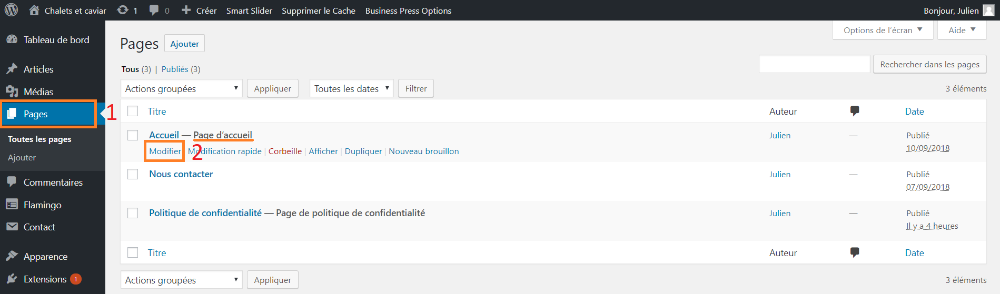 Chalets et caviar 1 0 Créer Smart Slider Supprimer le Cache Business Press Options Bonjour, Julien
Tableau de bord
Articles
Médias
Pages 1
Toutes les pages
Ajouter
Commentaires
Flamingo
Contact
Apparence
Extensions 1
Options de l'écran Aide
Pages Ajouter
Tous (3) | Publiés (3)
Rechercher dans les pages
Actions groupées Appliquer Toutes les dates Filtrer 3 éléments
Titre Auteur Date
Accueil — Page d'accueil Julien — Publié
Modifier 2 Modification rapide | Corbeille | Afficher | Dupliquer | Nouveau brouillon 10/09/2018
Nous contacter Julien — Publié
07/09/2018
Politique de confidentialité — Page de politique de confidentialité Julien — Publié
Il y a 4 heures
Titre Auteur Date
Actions groupées Appliquer 3 éléments